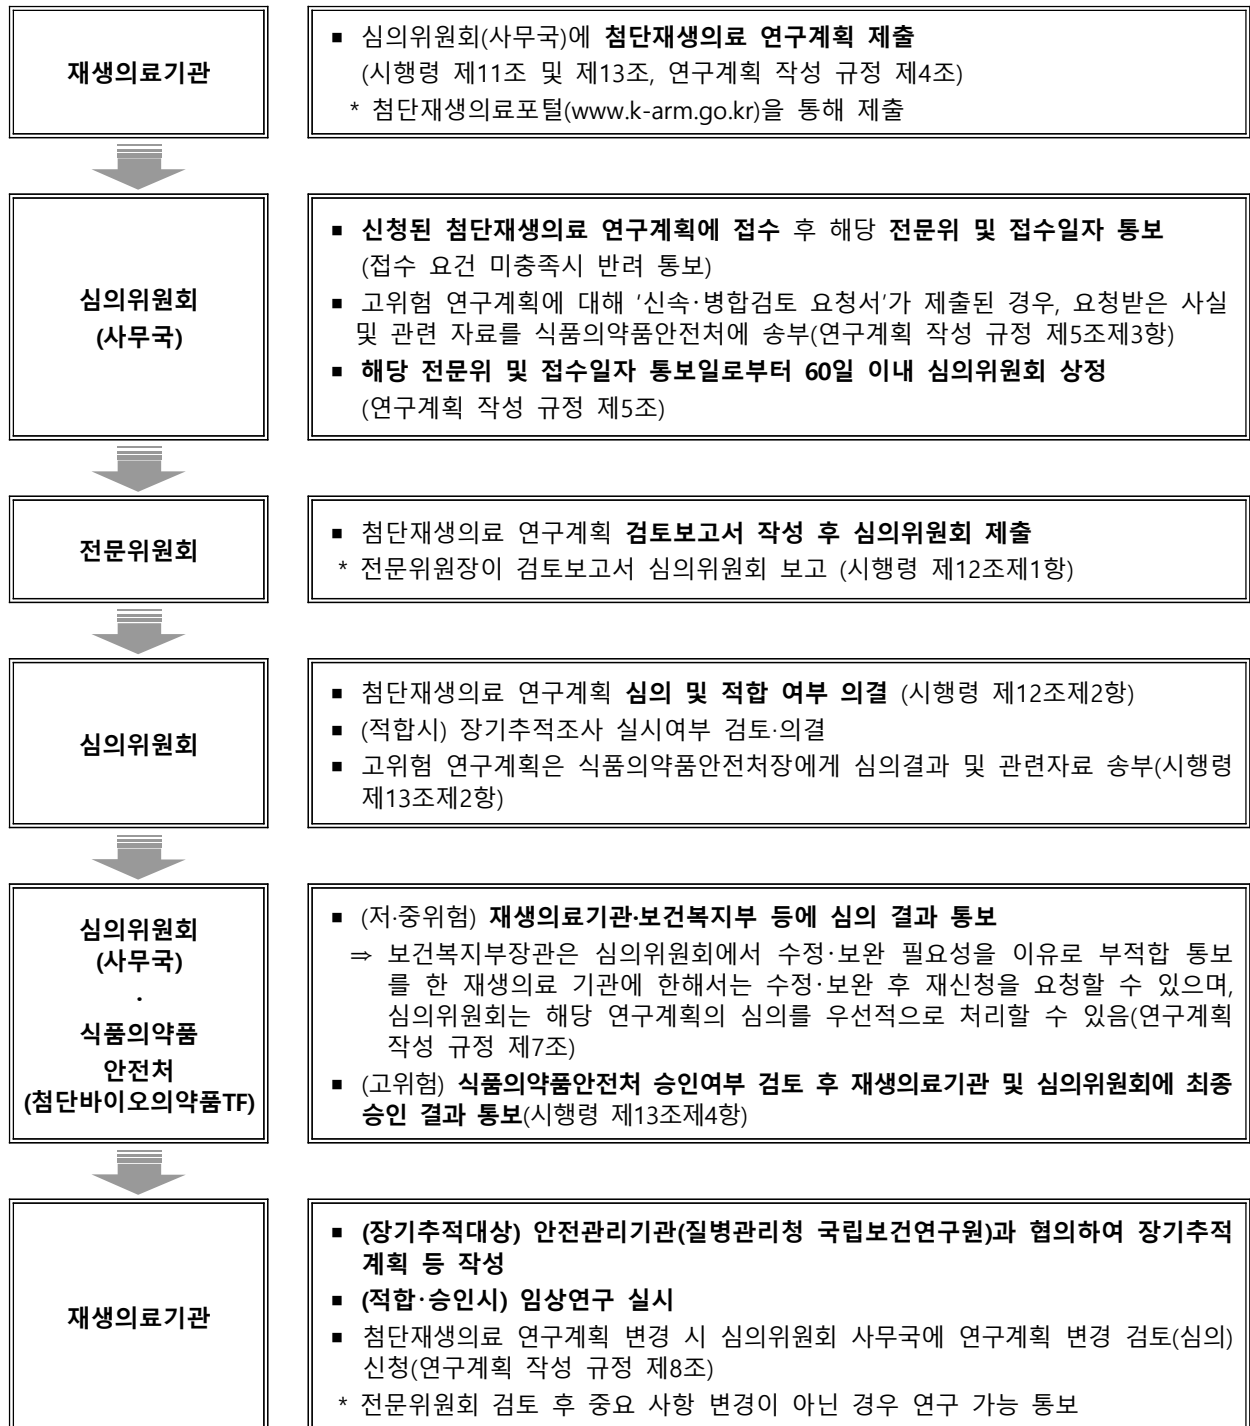 재생의료기관
▪ 심의위원회(사무국)에 첨단재생의료 연구계획 제출
(시행령 제11조 및 제13조, 연구계획 작성 규정 제4조)
* 첨단재생의료포털(www.k-arm.go.kr)을 통해 제출
심의위원회
(사무국)
▪ 신청된 첨단재생의료 연구계획에 접수 후 해당 전문위 및 접수일자 통보
(접수 요건 미충족시 반려 통보)
▪ 고위험 연구계획에 대해 '신속·병합검토 요청서'가 제출된 경우, 요청받은 사실
및 관련 자료를 식품의약품안전처에 송부(연구계획 작성 규정 제5조제3항)
▪ 해당 전문위 및 접수일자 통보일로부터 60일 이내 심의위원회 상정
(연구계획 작성 규정 제5조)
전문위원회
▪ 첨단재생의료 연구계획 검토보고서 작성 후 심의위원회 제출
* 전문위원장이 검토보고서 심의위원회 보고 (시행령 제12조제1항)
심의위원회
▪ 첨단재생의료 연구계획 심의 및 적합 여부 의결 (시행령 제12조제2항)
▪ (적합시) 장기추적조사 실시여부 검토·의결
▪ 고위험 연구계획은 식품의약품안전처장에게 심의결과 및 관련자료 송부(시행령
제13조제2항)
심의위원회
(사무국)
·
식품의약품
안전처
(첨단바이오의약품TF)
▪ (저·중위험) 재생의료기관·보건복지부 등에 심의 결과 통보
⇒ 보건복지부장관은 심의위원회에서 수정·보완 필요성을 이유로 부적합 통보
를 한 재생의료 기관에 한해서는 수정·보완 후 재신청을 요청할 수 있으며,
심의위원회는 해당 연구계획의 심의를 우선적으로 처리할 수 있음(연구계획
작성 규정 제7조)
▪ (고위험) 식품의약품안전처 승인여부 검토 후 재생의료기관 및 심의위원회에 최종
승인 결과 통보(시행령 제13조제4항)
재생의료기관
▪ (장기추적대상) 안전관리기관(질병관리청 국립보건연구원)과 협의하여 장기추적
계획 등 작성
▪ (적합·승인시) 임상연구 실시
▪ 첨단재생의료 연구계획 변경 시 심의위원회 사무국에 연구계획 변경 검토(심의)
신청(연구계획 작성 규정 제8조)
* 전문위원회 검토 후 중요 사항 변경이 아닌 경우 연구 가능 통보